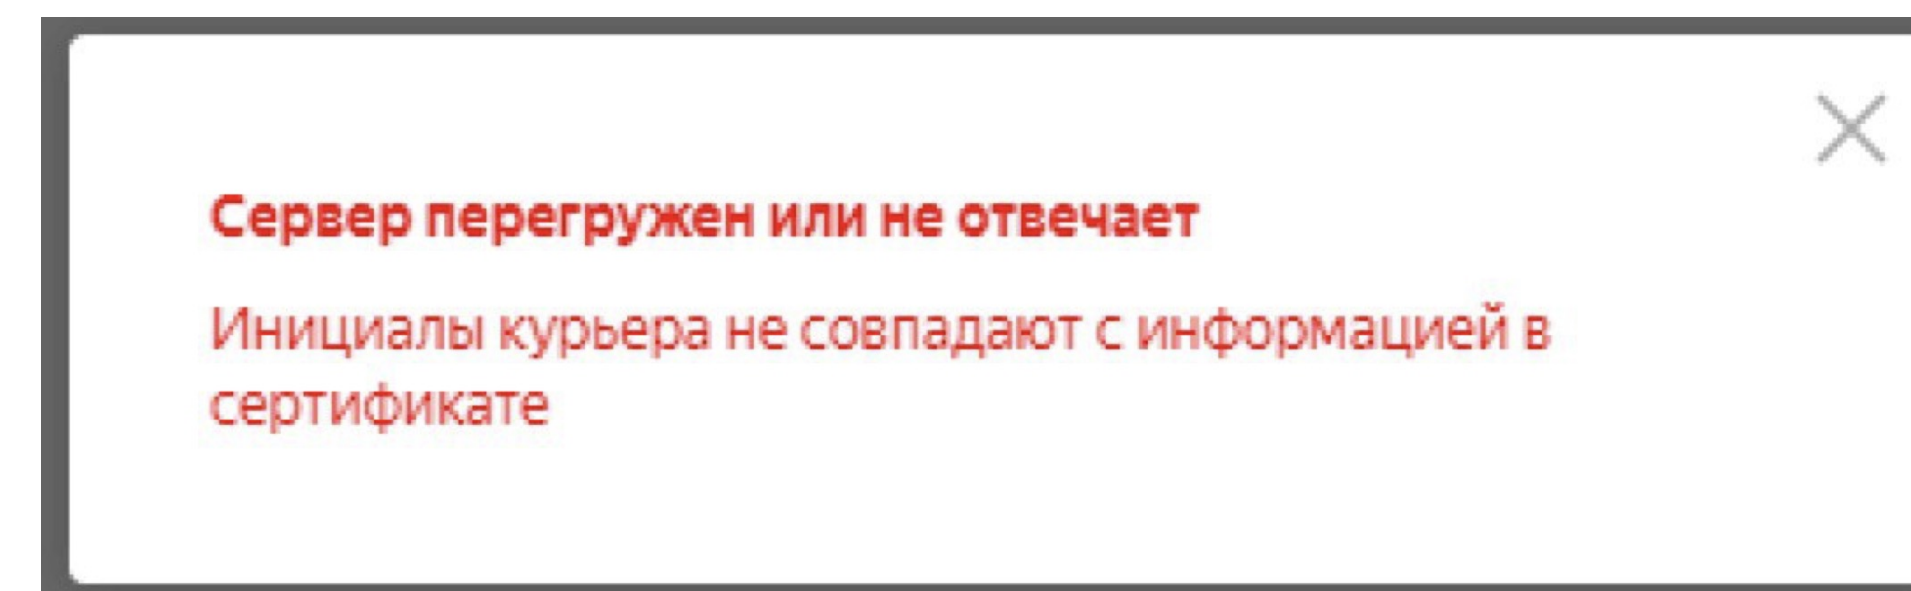 Сервер перегружен или не отвечает
Инициалы курьера не совпадают с информацией в
сертификате